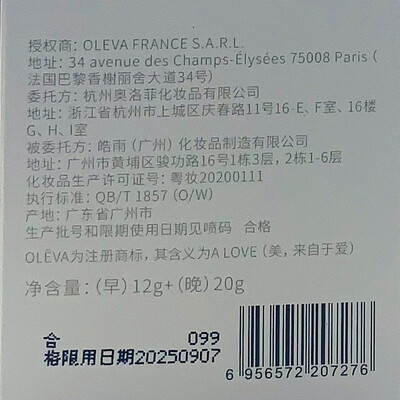 授权商: OLEVA FRANCE S.A.R.L.
地址: 34 avenue des Champs-Élysées 75008 Paris (
法国巴黎香榭丽舍大道34号)
委托方: 杭州奥洛菲化妆品有限公司
地址: 浙江省杭州市上城区庆春路11号16-E、F室、16楼
G、H、I室
被委托方: 皓雨 (广州) 化妆品制造有限公司
地址: 广州市黄埔区骏功路16号1栋3层, 2栋1-6层
化妆品生产许可证号: 粤妆20200111
执行标准: QB/T 1857 (O/W)
产地: 广东省广州市
生产批号和限期使用日期见喷码 合格
OLĒVA为注册商标, 其含义为A LOVE (美, 来自于爱)
净含量: (早) 12g+ (晚) 20g
合 099
格限用日期20250907
6 956572 207276